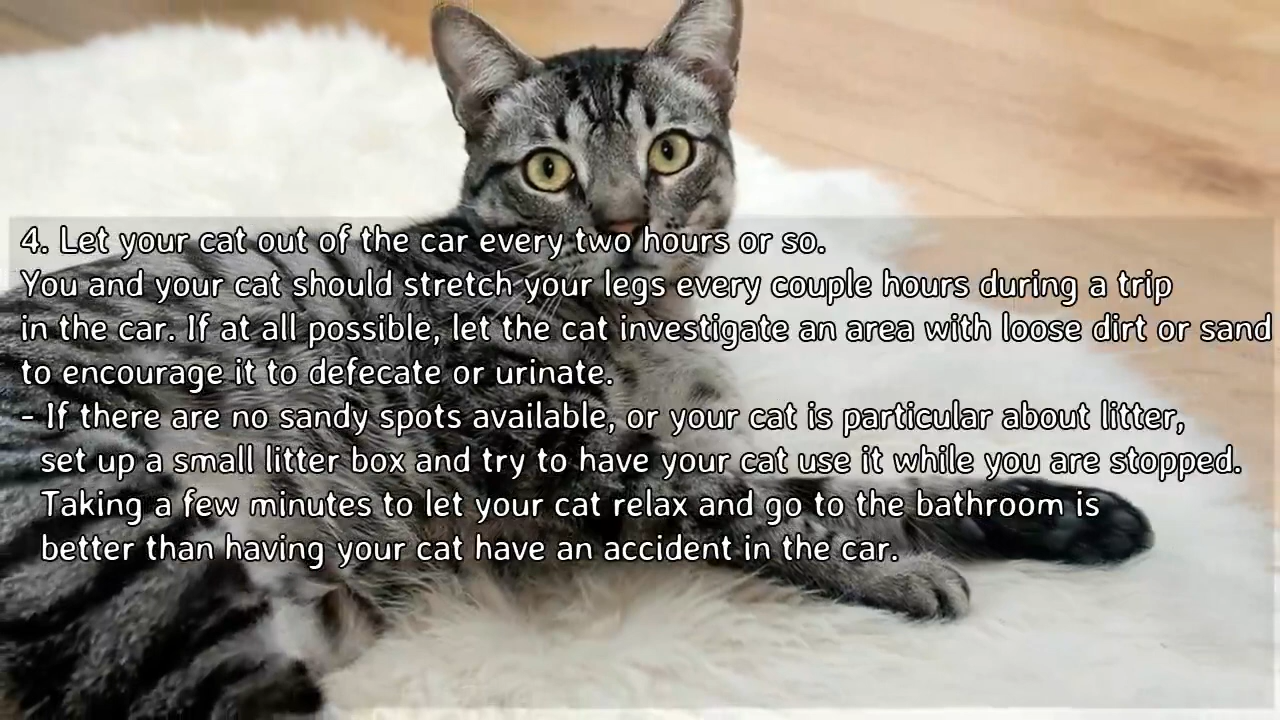 4. Let your cat out of the car every two hours or so.
You and your cat should stretch your legs every couple hours during a trip
in the car. If at all possible, let the cat investigate an area with loose dirt or sand
to encourage it to defecate or urinate.
- If there are no sandy spots available, or your cat is particular about litter,
set up a small litter box and try to have your cat use it while you are stopped.
Taking a few minutes to let your cat relax and go to the bathroom is
better than having your cat have an accident in the car.